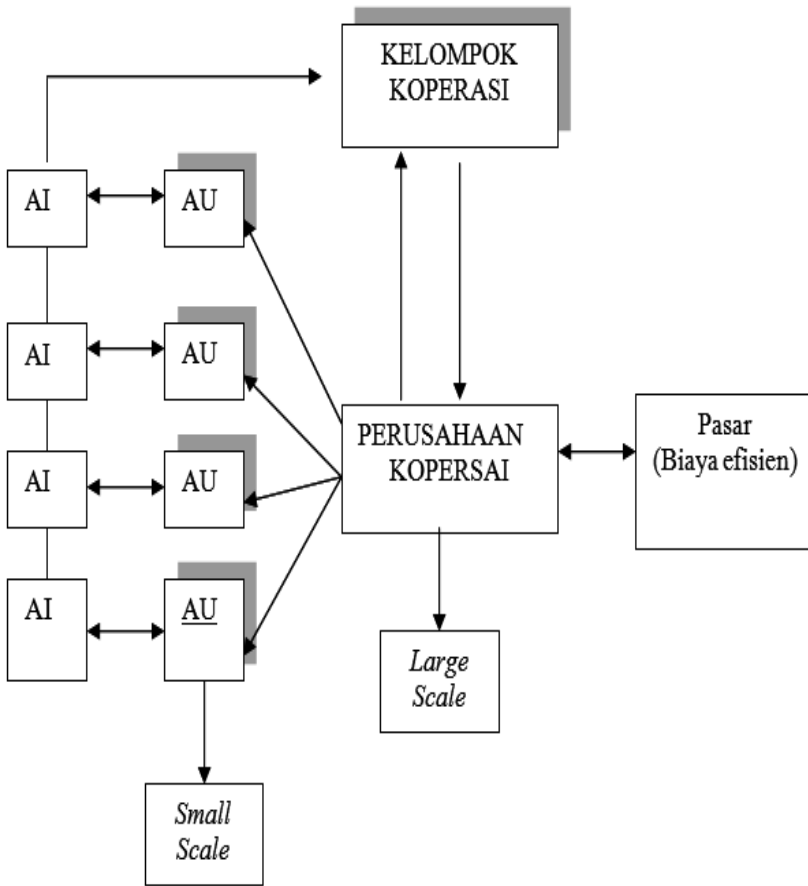 KELOMPOK
KOPERASI
AI
AU
AI
AU
AI
AU
AI
AU
PERUSAHAAN
KOPERSAI
Pasar
(Biaya efisien)
Large
Scale
Small
Scale